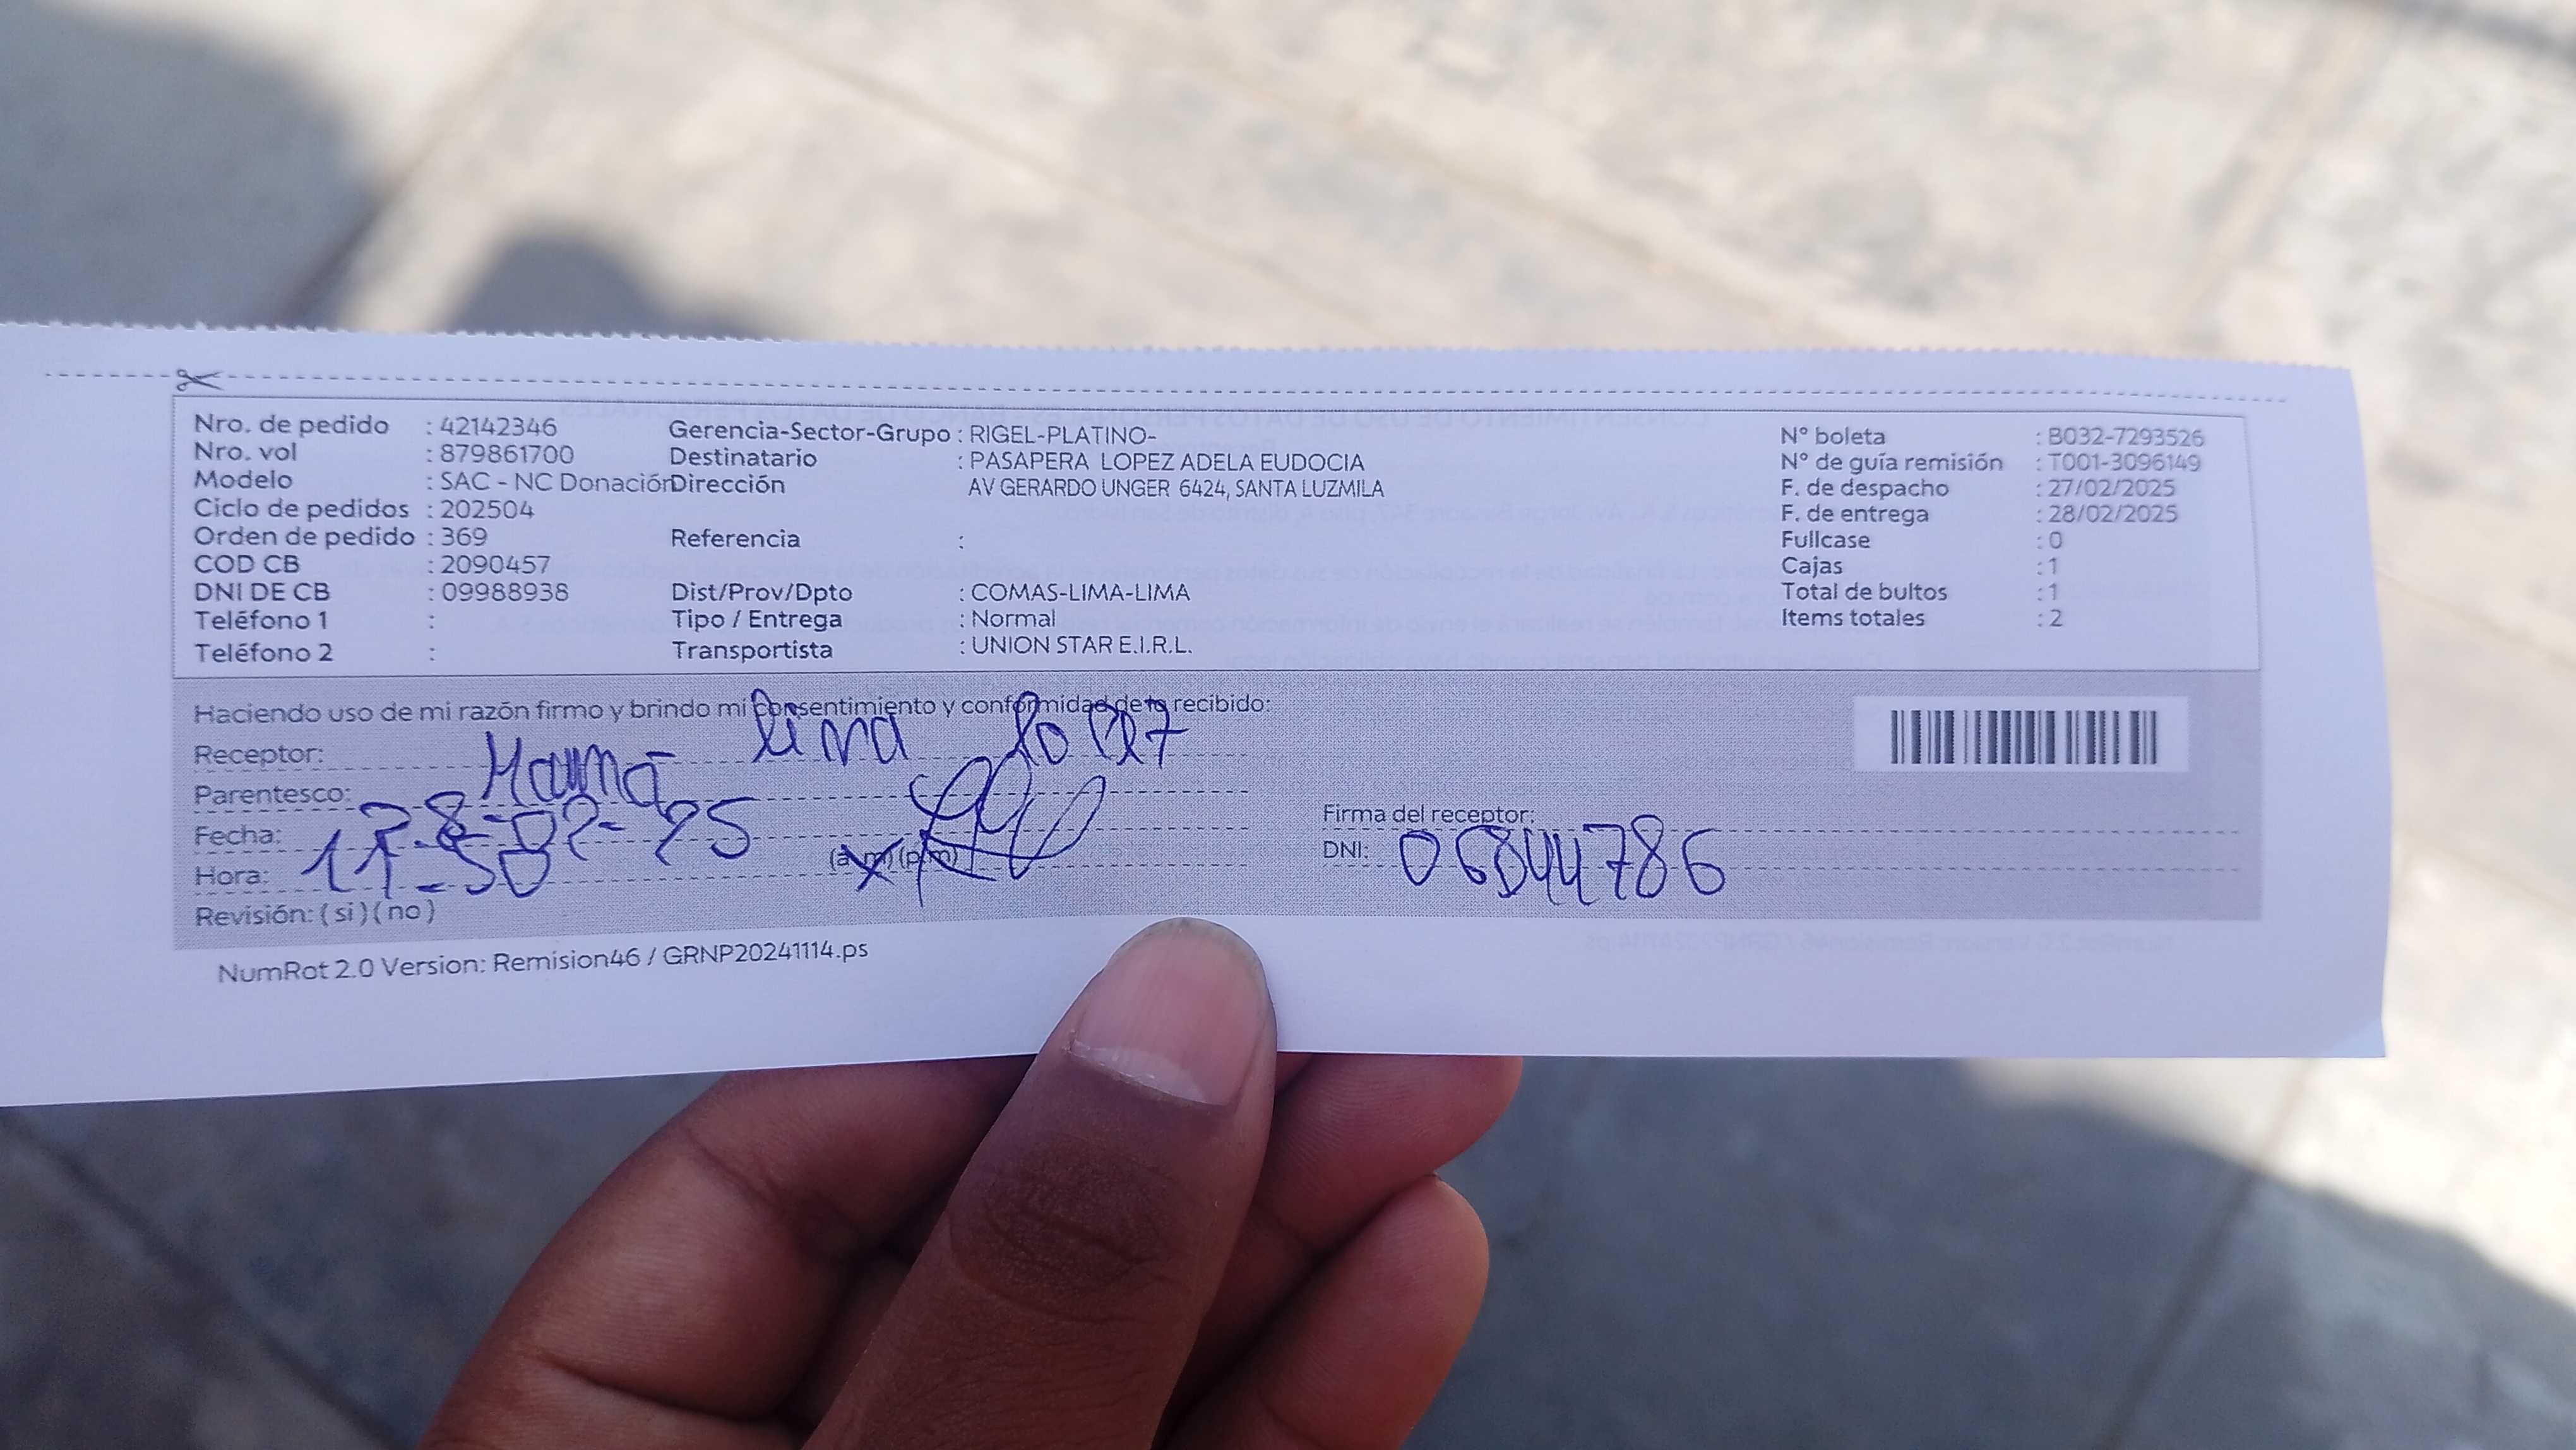 Nro. de pedido : 42142346
Nro. vol : 879861700
Modelo : SAC - NC Donación
Ciclo de pedidos : 202504
Orden de pedido : 369
COD CB : 2090457
DNI DE CB : 09988938
Teléfono 1 :
Teléfono 2 :
Gerencia-Sector-Grupo : RIGEL-PLATINO-
Destinatario : PASAPERA LOPEZ ADELA EUDOCIA
Dirección AV GERARDO UNGER 6424, SANTA LUZMILA
Referencia :
Dist/Prov/Dpto : COMAS-LIMA-LIMA
Tipo / Entrega : Normal
Transportista : UNION STAR E.I.R.L.
N° boleta : B032-7293526
N° de guía remisión : T001-3096149
F. de despacho : 27/02/2025
F. de entrega : 28/02/2025
Fullcase : 0
Cajas : 1
Total de bultos : 1
Items totales : 2
Haciendo uso de mi razón firmo y brindo mi consentimiento y conformidad de lo recibido:
Receptor: lina
Parentesco: Mamá
Fecha: 28-02-25
Hora: 11-50 (a.m) (p.m)
Revisión: ( si ) ( no )
Firma del receptor:
DNI: 06844786
NumRot 2.0 Version: Remision46 / GRNP20241114.ps